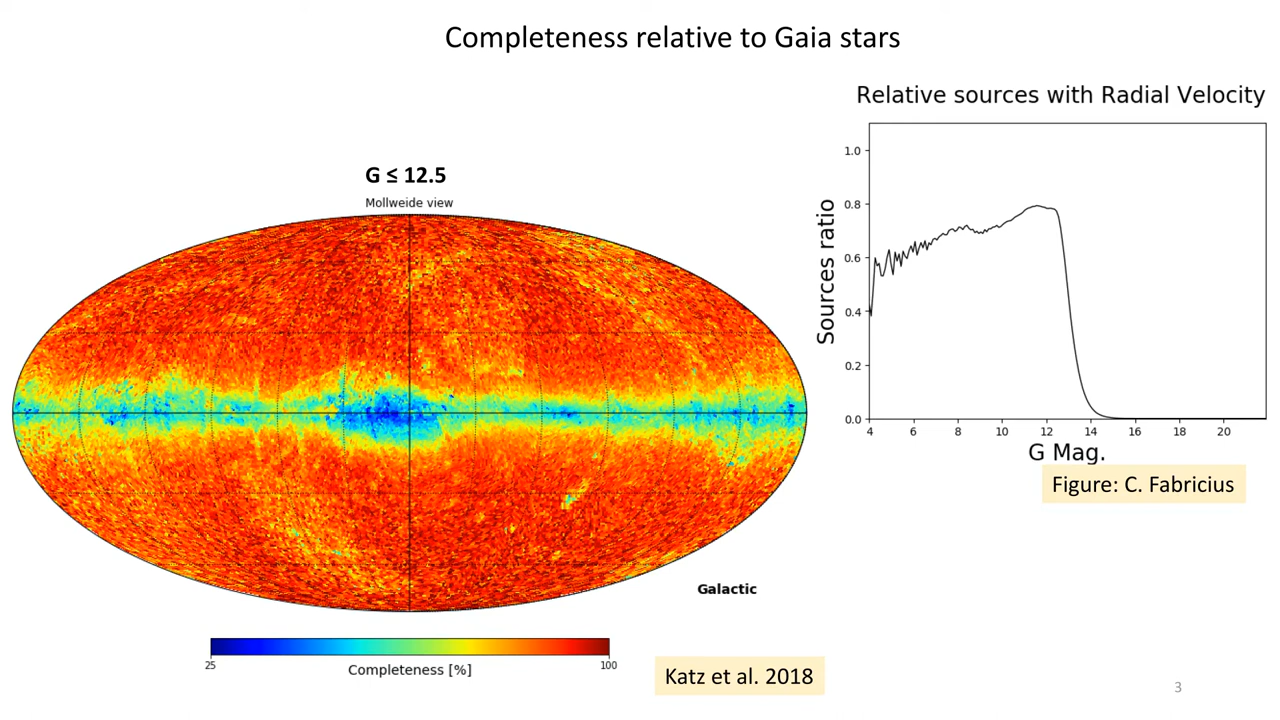 Completeness relative to Gaia stars
G ≤ 12.5
Mollweide view
Galactic
25
100
Completeness [%]
Katz et al. 2018
Relative sources with Radial Velocity
Sources ratio
1.0
0.8
0.6
0.4
0.2
0.0
4 6 8 10 12 14 16 18 20
G Mag.
Figure: C. Fabricius
3